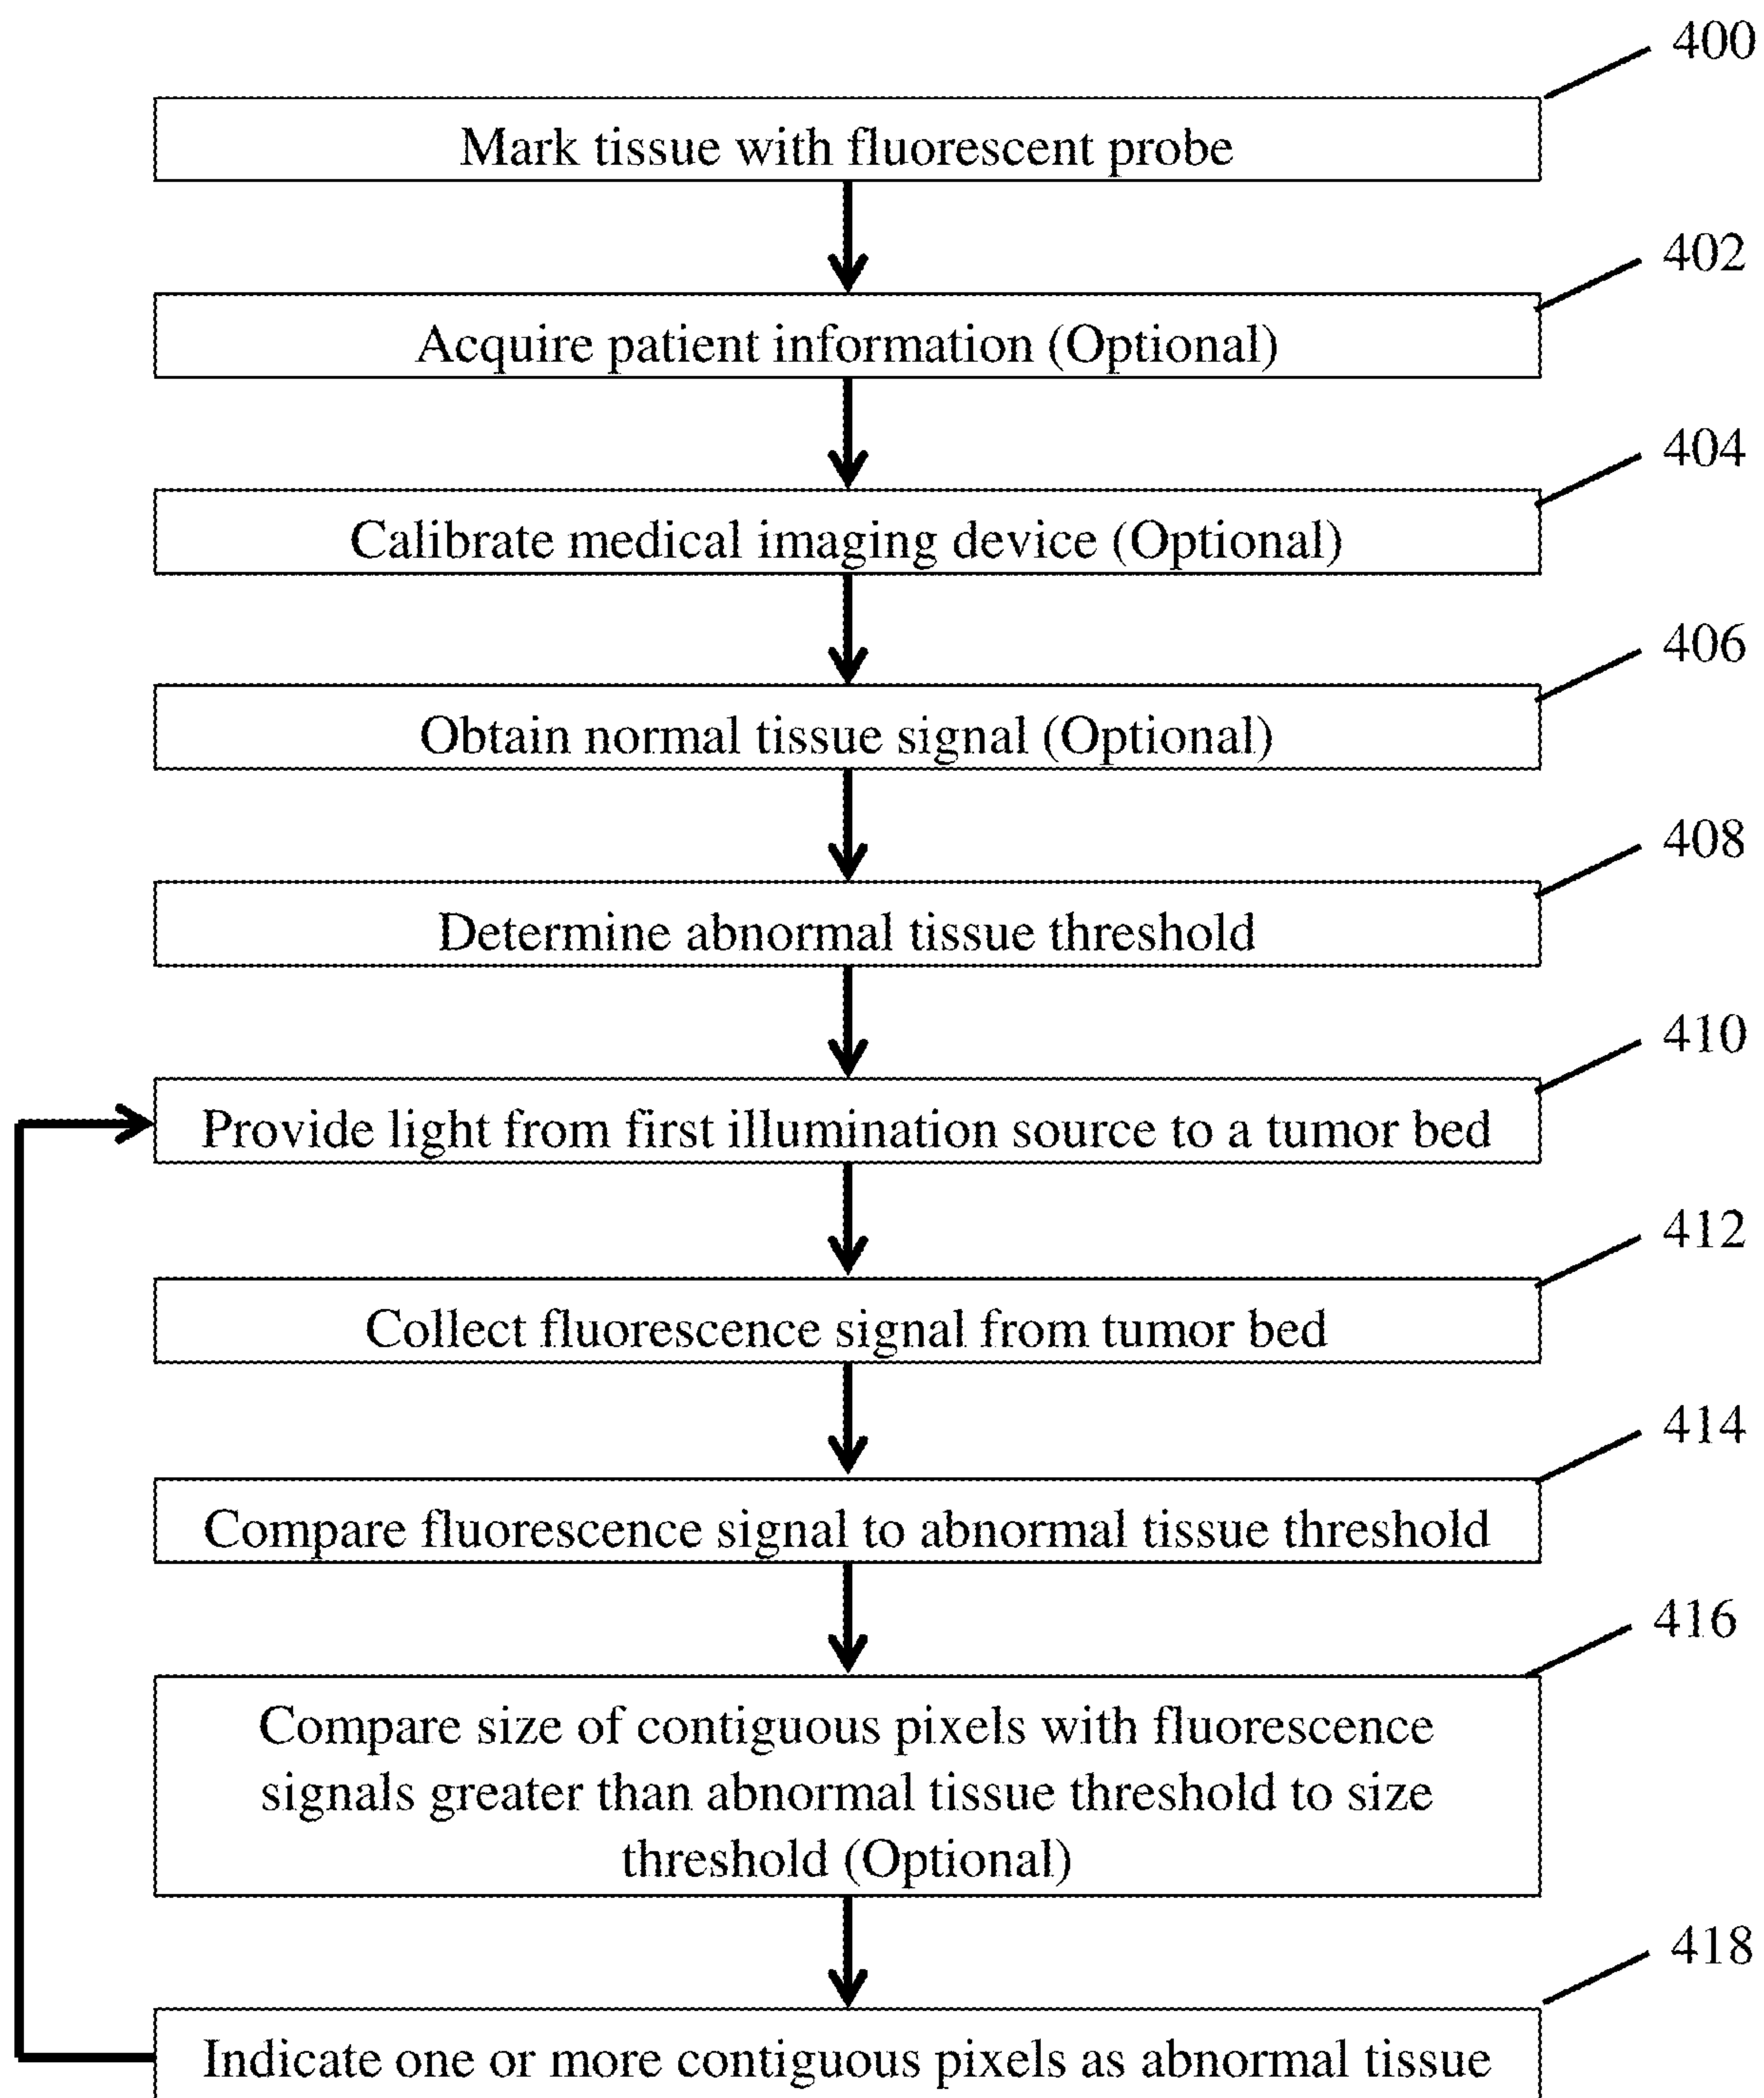 400
Mark tissue with fluorescent probe
402
Acquire patient information (Optional)
404
Calibrate medical imaging device (Optional)
406
Obtain normal tissue signal (Optional)
408
Determine abnormal tissue threshold
410
Provide light from first illumination source to a tumor bed
412
Collect fluorescence signal from tumor bed
414
Compare fluorescence signal to abnormal tissue threshold
416
Compare size of contiguous pixels with fluorescence
signals greater than abnormal tissue threshold to size
threshold (Optional)
418
Indicate one or more contiguous pixels as abnormal tissue